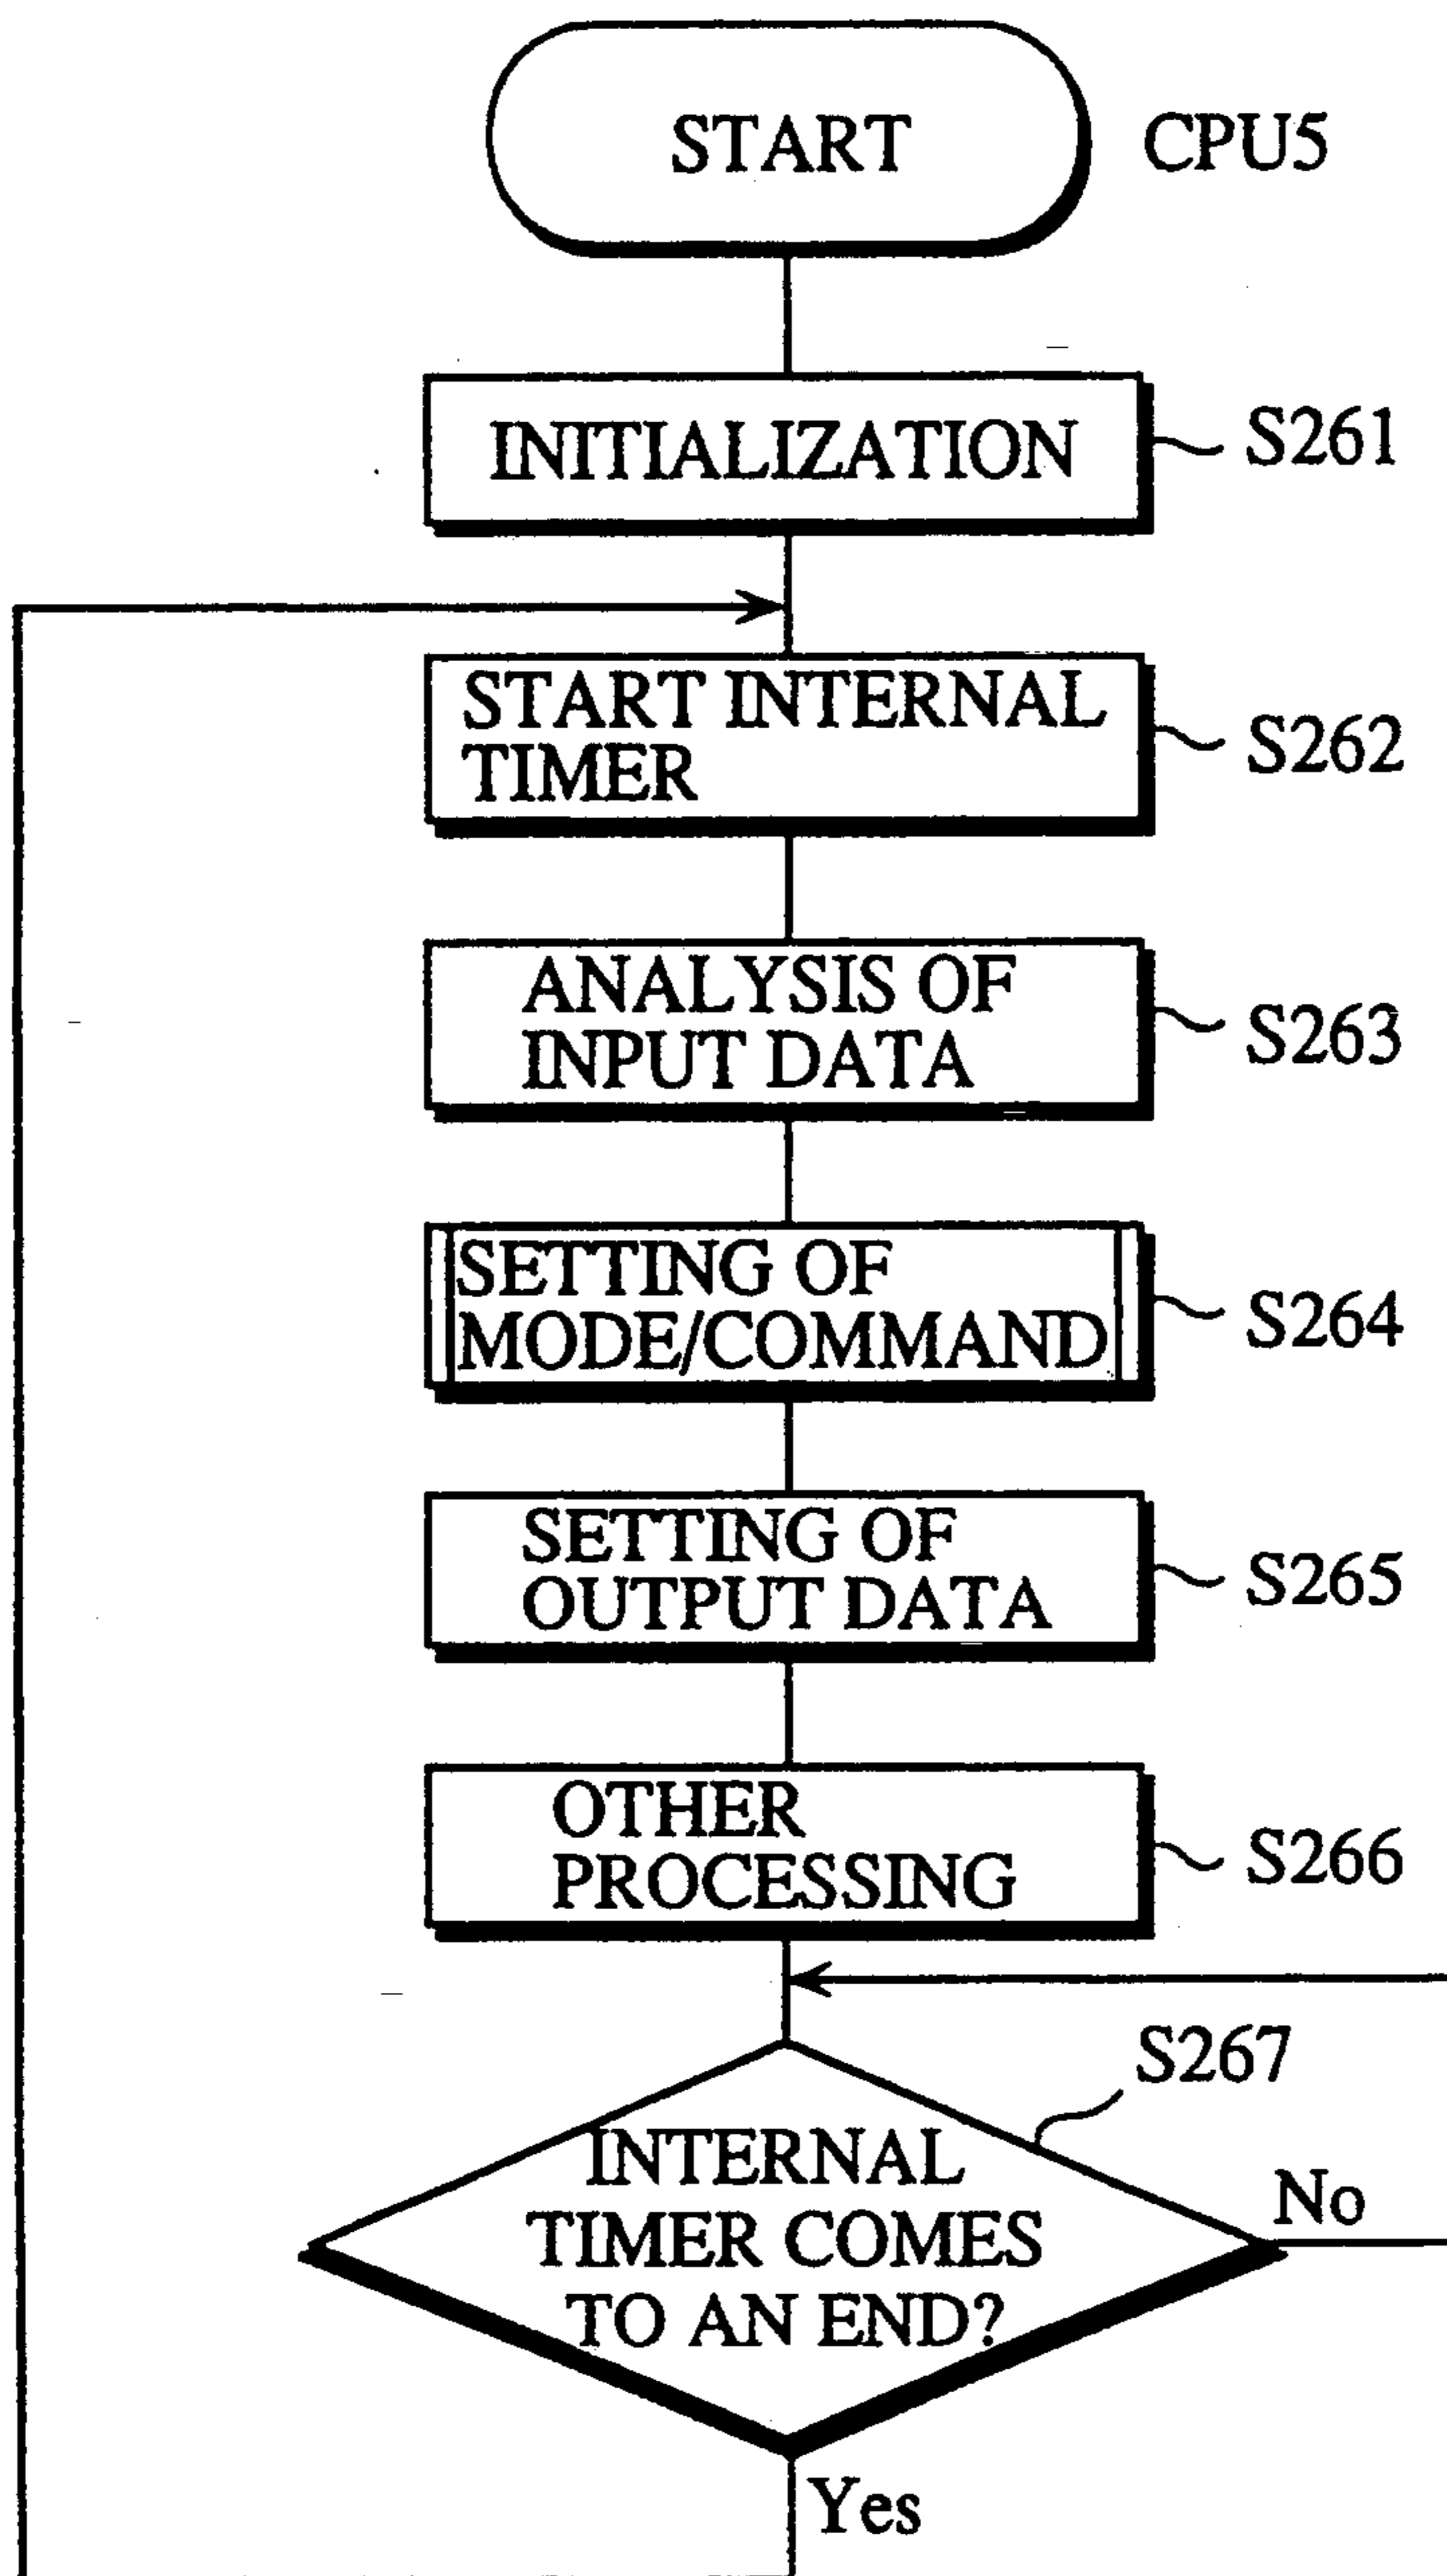 START
CPU5
INITIALIZATION
S261
START INTERNAL
TIMER
S262
ANALYSIS OF
INPUT DATA
S263
SETTING OF
MODE/COMMAND
S264
SETTING OF
OUTPUT DATA
S265
OTHER
PROCESSING
S266
S267
INTERNAL
TIMER COMES
TO AN END?
No
Yes